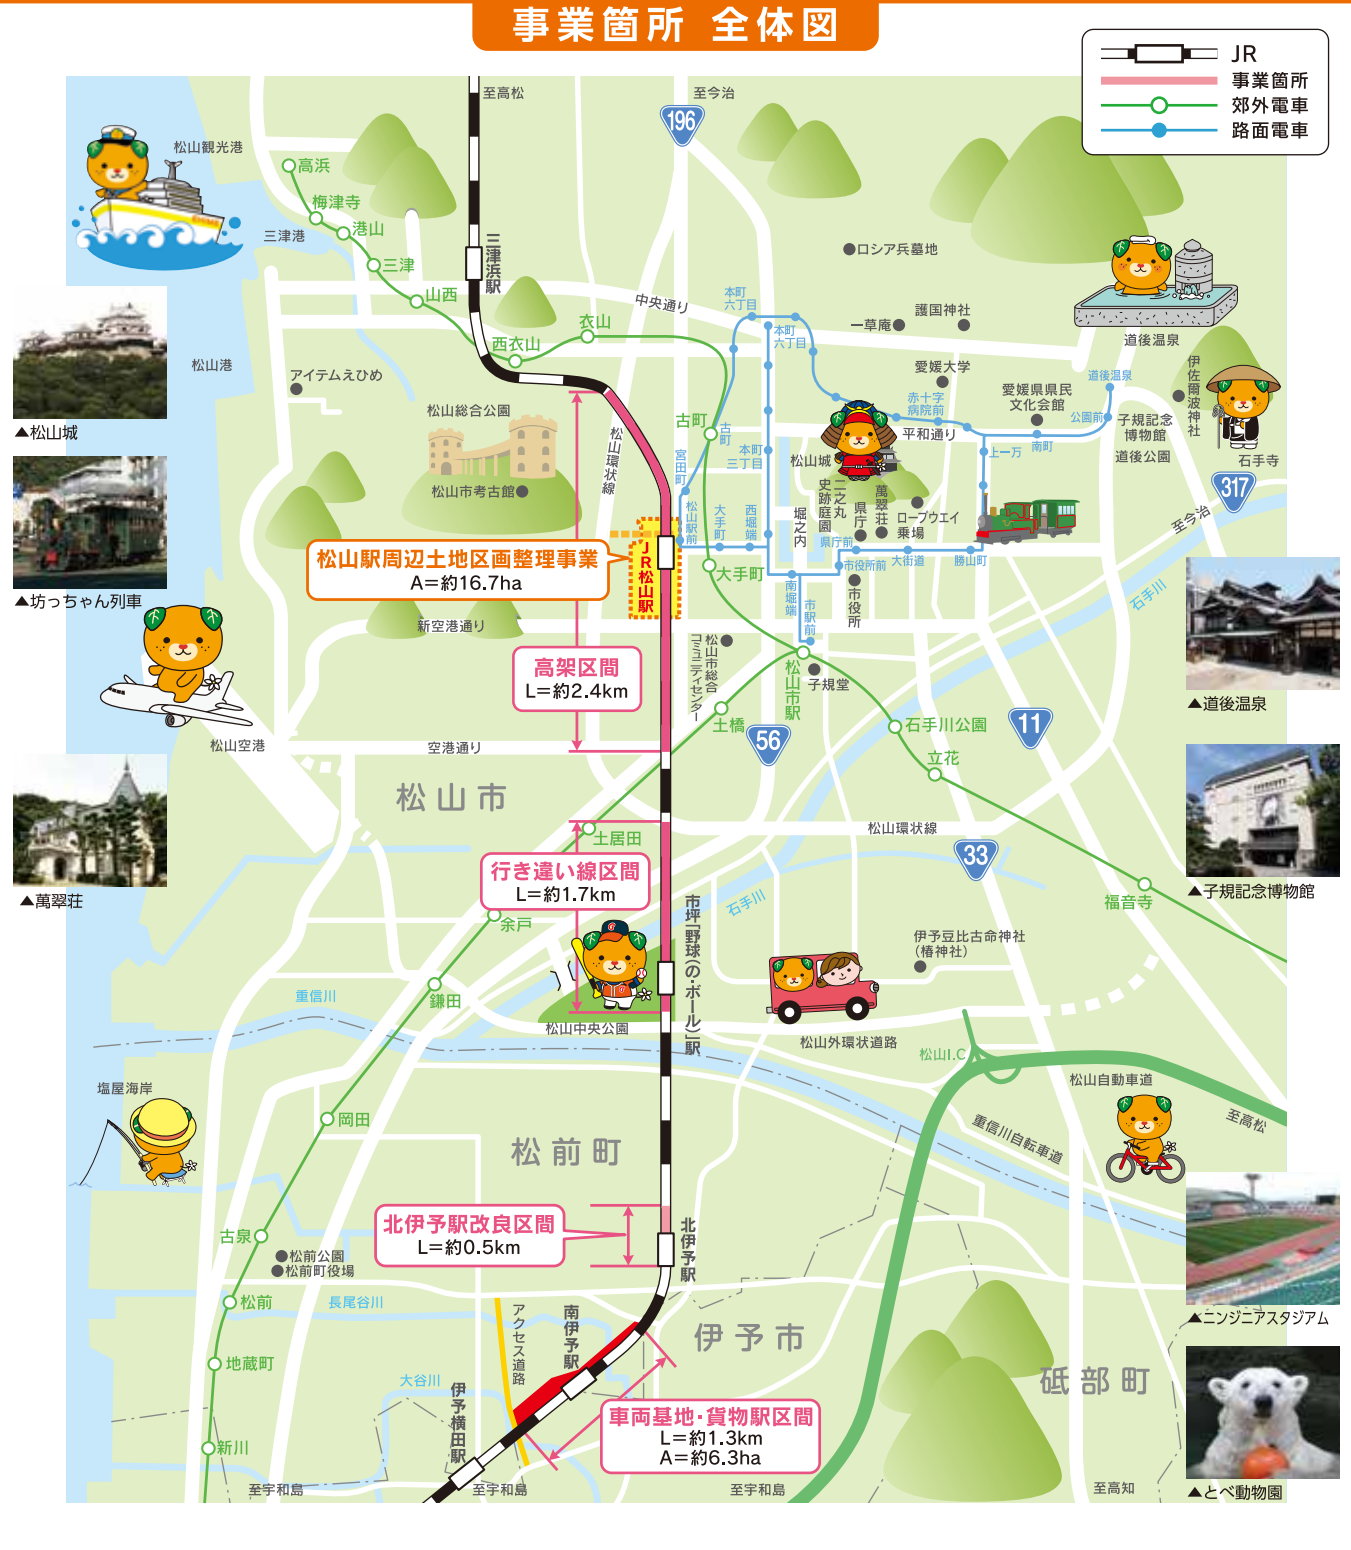 事業箇所 全体図
JR
事業箇所
郊外電車
路面電車
至高松
至今治
196
松山観光港
高浜
梅津寺
港山
三津港
三津
山西
三津浜駅
ロシア兵墓地
中央通り
本町
六丁目
本町
六丁目
護国神社
一草庵
道後温泉
衣山
西衣山
松山港
アイテムえひめ
愛媛大学
愛媛県県民
文化会館
道後温泉
伊佐爾波神社
▲松山城
松山総合公園
松山環状線
古町
古町
赤十字
病院前
平和通り
公園前
子規記念
博物館
道後公園
石手寺
宮田町
本町
三丁目
松山城
上一万
南町
松山市考古館
松山駅前
大手町
西堀端
堀之内
二之丸
史跡庭園
県庁
萬翠荘
ロープウエイ
乗場
317
至今治
松山駅周辺土地区画整理事業
A=約16.7ha
JR松山駅
大手町
県庁前
市役所前
大街道
勝山町
石手川
▲坊っちゃん列車
新空港通り
南堀端
市駅前
市役所
高架区間
L=約2.4km
松山市総合
コミュニティセンター
松山市駅
子規堂
土橋
石手川公園
11
▲道後温泉
松山空港
空港通り
56
立花
松山市
松山環状線
土居田
33
行き違い線区間
L=約1.7km
▲萬翠荘
余戸
石手川
福音寺
▲子規記念博物館
市坪「野球(の・ボール)」駅
伊予豆比古命神社
(椿神社)
重信川
鎌田
松山中央公園
松山外環状道路
松山I.C
松山自動車道
塩屋海岸
岡田
至高松
重信川自転車道
松前町
北伊予駅改良区間
L=約0.5km
北伊予駅
古泉
松前公園
松前町役場
松前
長尾谷川
アクセス道路
南伊予駅
伊予市
▲ニンジニアスタジアム
地蔵町
大谷川
伊予横田駅
砥部町
車両基地・貨物駅区間
L=約1.3km
A=約6.3ha
新川
至宇和島
至宇和島
至宇和島
至高知
▲とべ動物園